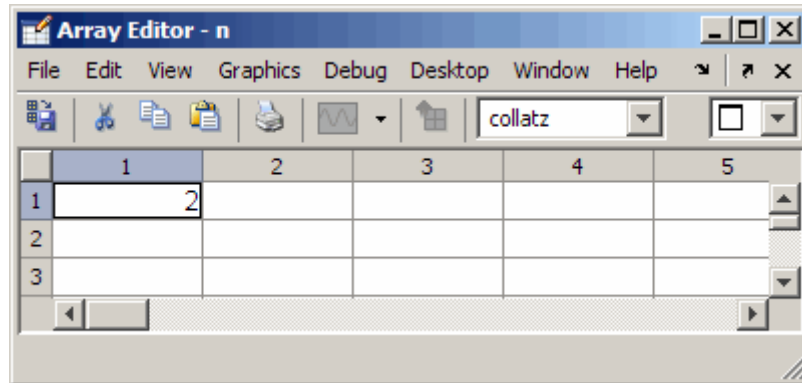 Array Editor - n
File Edit View Graphics Debug Desktop Window Help
collatz
1 2 3 4 5
1 2
2
3